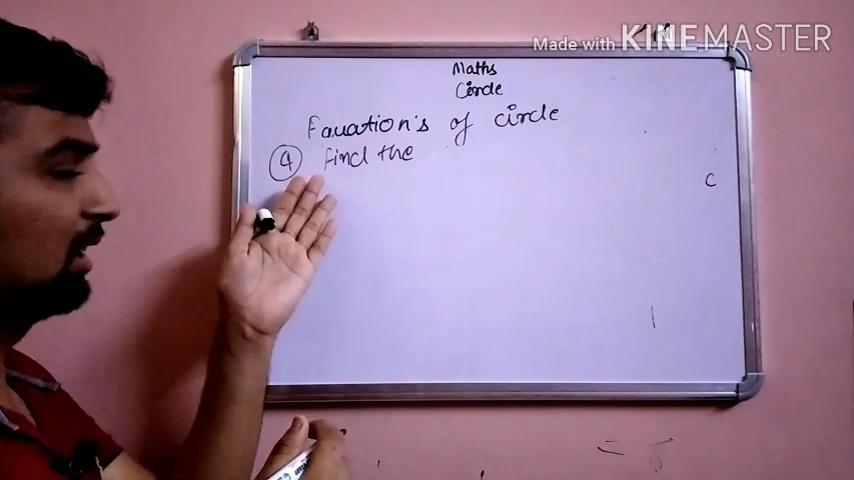 Made with KINEMASTER
Maths
Circle
Equation's of circle
④ Find the
C